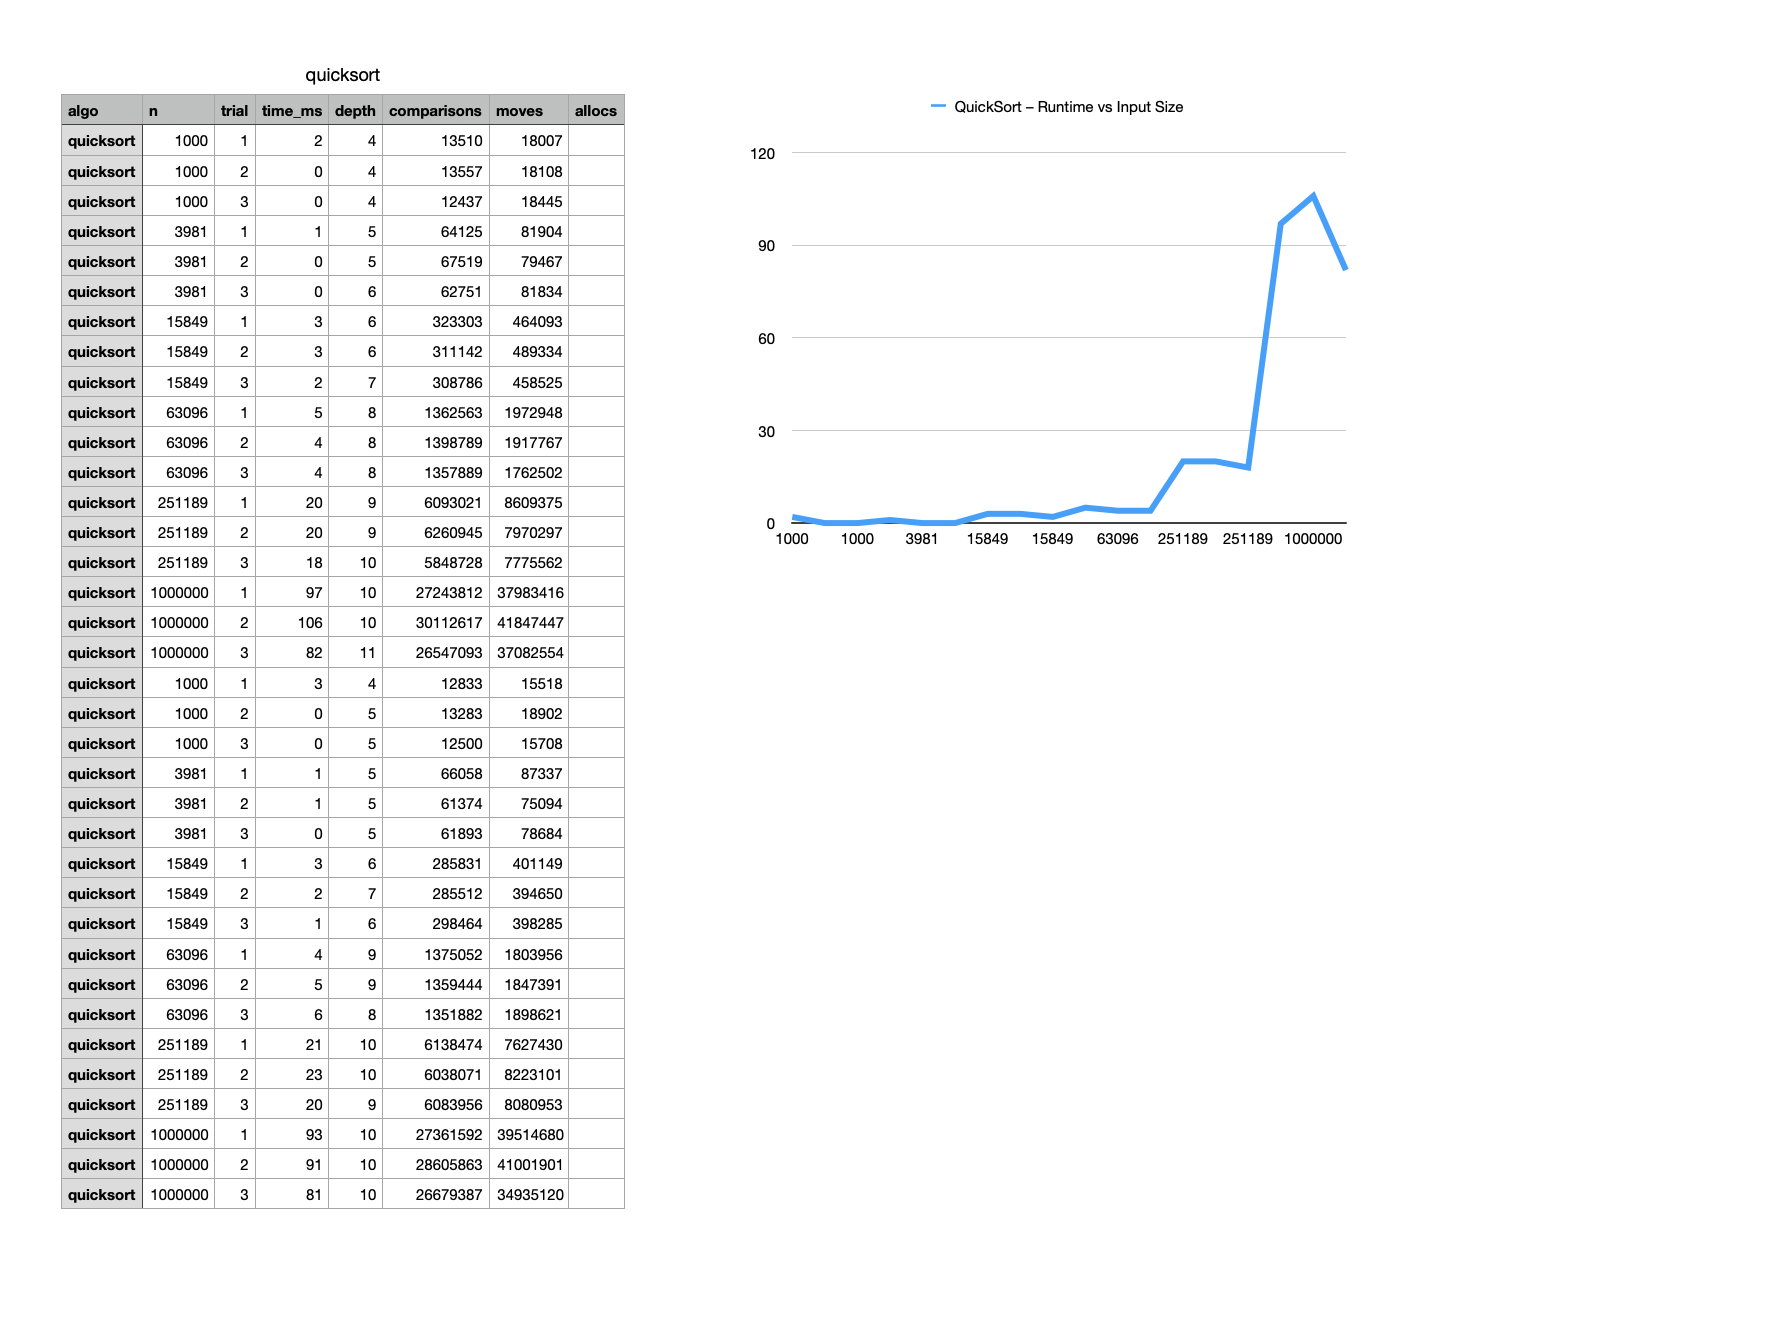 quicksort
algo n trial time_ms depth comparisons moves allocs
quicksort 1000 1 2 4 13510 18007
quicksort 1000 2 0 4 13557 18108
quicksort 1000 3 0 4 12437 18445
quicksort 3981 1 1 5 64125 81904
quicksort 3981 2 0 5 67519 79467
quicksort 3981 3 0 6 62751 81834
quicksort 15849 1 3 6 323303 464093
quicksort 15849 2 3 6 311142 489334
quicksort 15849 3 2 7 308786 458525
quicksort 63096 1 5 8 1362563 1972948
quicksort 63096 2 4 8 1398789 1917767
quicksort 63096 3 4 8 1357889 1762502
quicksort 251189 1 20 9 6093021 8609375
quicksort 251189 2 20 9 6260945 7970297
quicksort 251189 3 18 10 5848728 7775562
quicksort 1000000 1 97 10 27243812 37983416
quicksort 1000000 2 106 10 30112617 41847447
quicksort 1000000 3 82 11 26547093 37082554
quicksort 1000 1 3 4 12833 15518
quicksort 1000 2 0 5 13283 18902
quicksort 1000 3 0 5 12500 15708
quicksort 3981 1 1 5 66058 87337
quicksort 3981 2 1 5 61374 75094
quicksort 3981 3 0 5 61893 78684
quicksort 15849 1 3 6 285831 401149
quicksort 15849 2 2 7 285512 394650
quicksort 15849 3 1 6 298464 398285
quicksort 63096 1 4 9 1375052 1803956
quicksort 63096 2 5 9 1359444 1847391
quicksort 63096 3 6 8 1351882 1898621
quicksort 251189 1 21 10 6138474 7627430
quicksort 251189 2 23 10 6038071 8223101
quicksort 251189 3 20 9 6083956 8080953
quicksort 1000000 1 93 10 27361592 39514680
quicksort 1000000 2 91 10 28605863 41001901
quicksort 1000000 3 81 10 26679387 34935120
QuickSort – Runtime vs Input Size
120
90
60
30
0
1000 1000 3981 15849 15849 63096 251189 251189 1000000